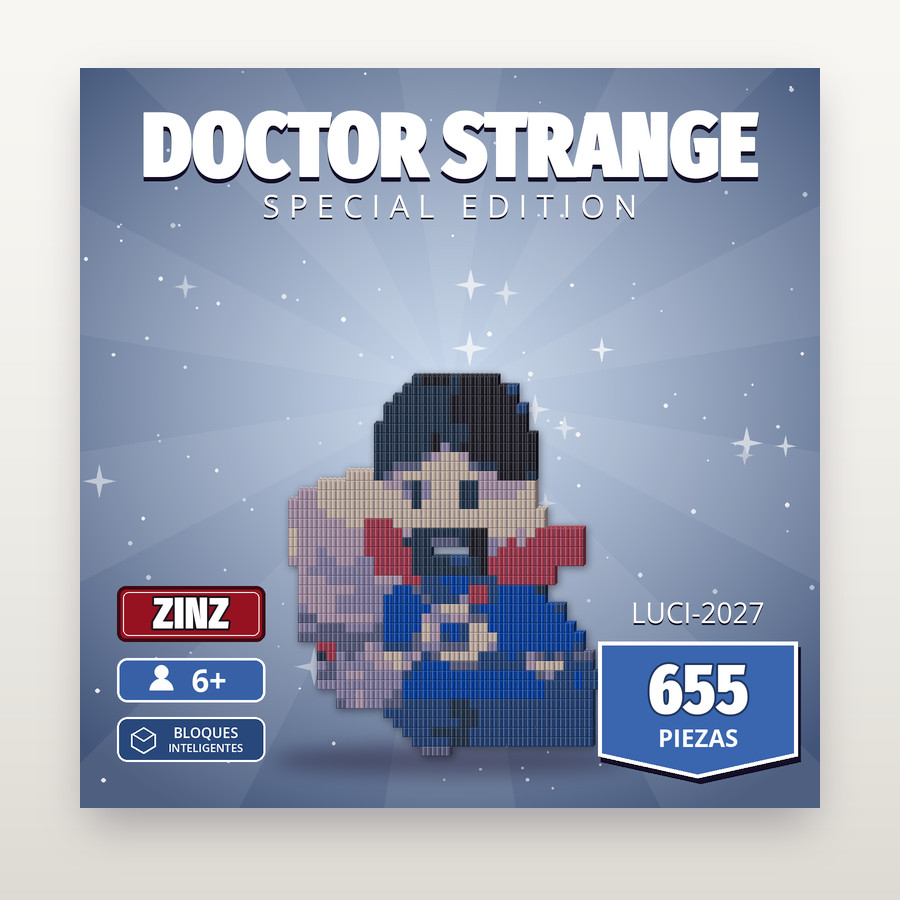 DOCTOR STRANGE
SPECIAL EDITION
ZINZ
6+
BLOQUES
INTELIGENTES
LUCI-2027
655
PIEZAS